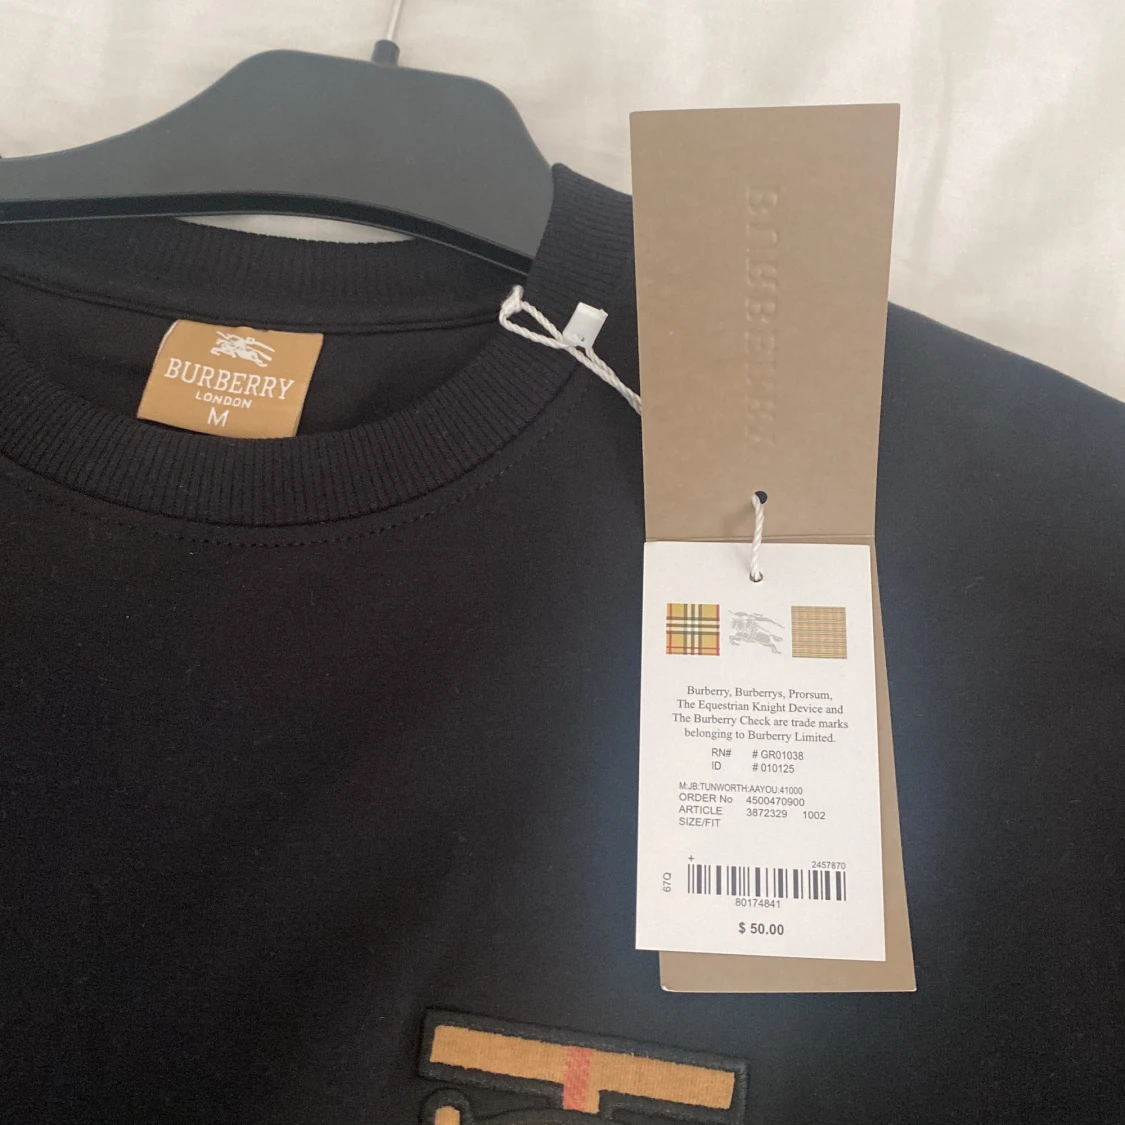 BURBERRY
LONDON
M
BURBERRY
Burberry, Burberrys, Prorsum,
The Equestrian Knight Device and
The Burberry Check are trade marks
belonging to Burberry Limited.
RN# # GR01038
ID # 010125
M:JB:TUNWORTH:AAYOU:41000
ORDER No 4500470900
ARTICLE 3872329 1002
SIZE/FIT
+ 2457870
67Q
80174841
$ 50.00